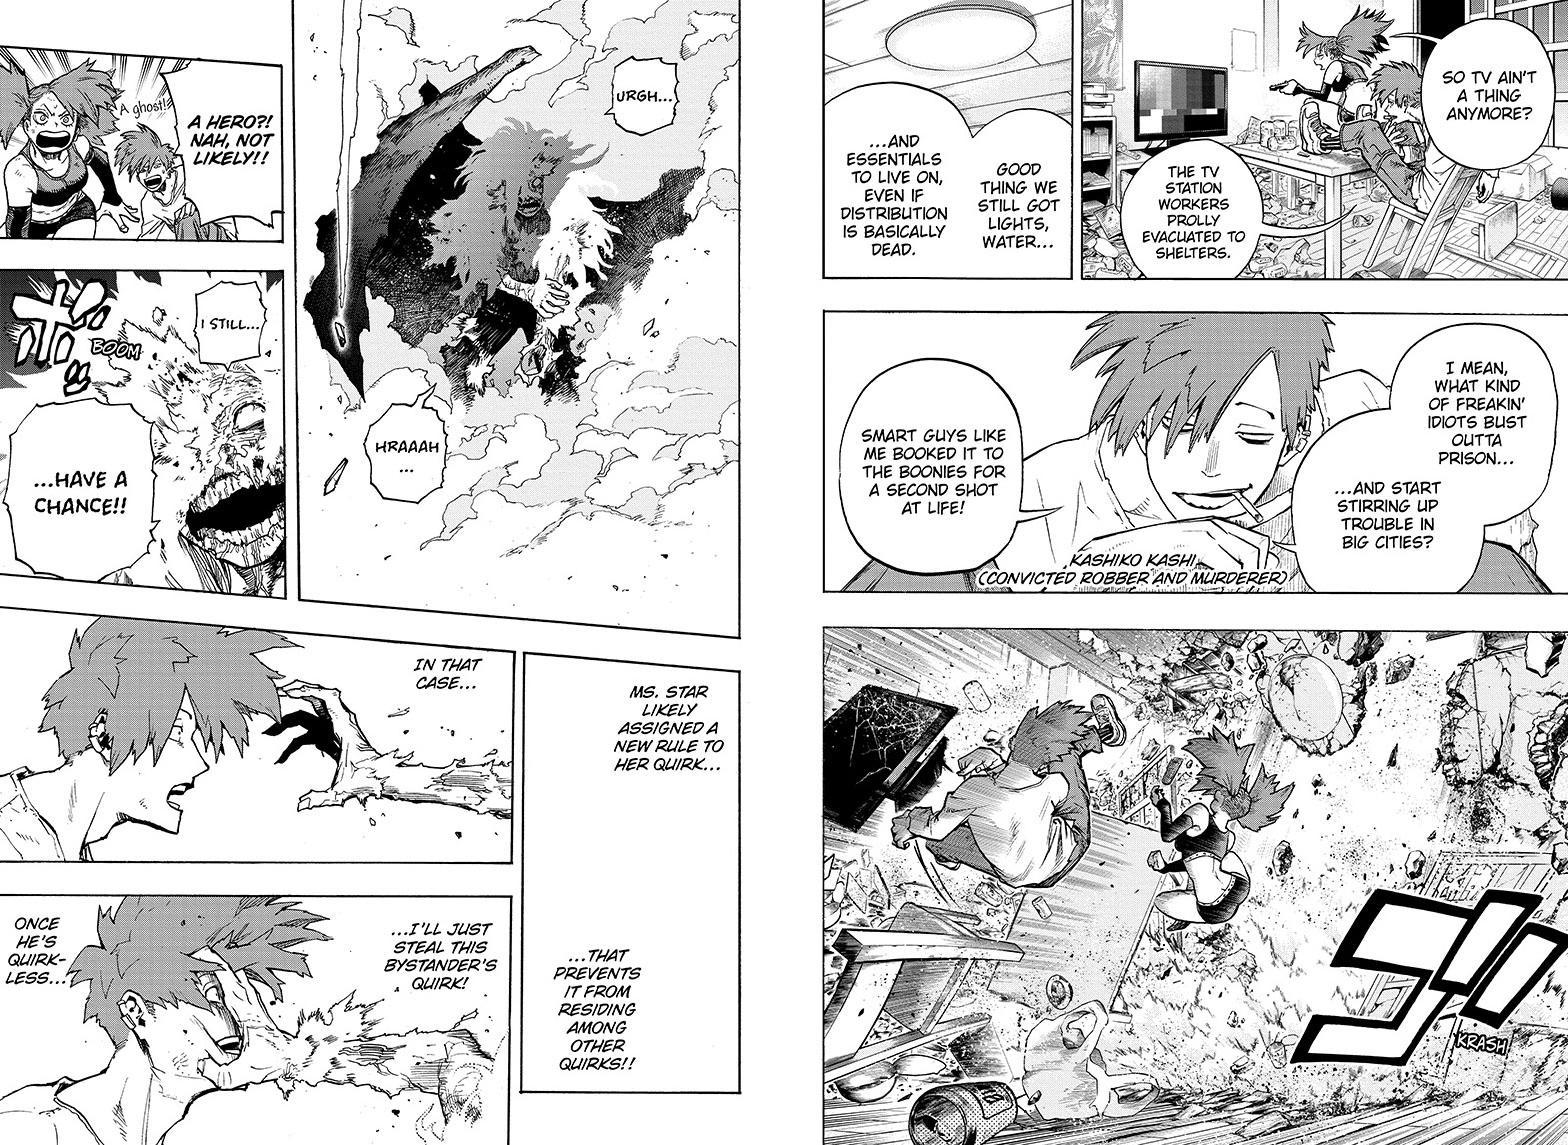 SO TV AIN'T
A THING
ANYMORE?
THE TV
STATION
WORKERS
PROLLY
EVACUATED TO
SHELTERS.
GOOD
THING WE
STILL GOT
LIGHTS,
WATER...
...AND
ESSENTIALS
TO LIVE ON,
EVEN IF
DISTRIBUTION
IS BASICALLY
DEAD.
I MEAN,
WHAT KIND
OF FREAKIN'
IDIOTS BUST
OUTTA
PRISON...
...AND START
STIRRING UP
TROUBLE IN
BIG CITIES?
SMART GUYS LIKE
ME BOOKED IT TO
THE BOONIES FOR
A SECOND SHOT
AT LIFE!
KASHIKO KASHI
(CONVICTED ROBBER AND MURDERER)
KRASH
URGH...
HRAAAH
...
A ghost!
A HERO?!
NAH, NOT
LIKELY!!
ボ
BOOM
I STILL...
...HAVE A
CHANCE!!
MS. STAR
LIKELY
ASSIGNED A
NEW RULE TO
HER QUIRK...
...THAT
PREVENTS
IT FROM
RESIDING
AMONG
OTHER
QUIRKS!!
IN THAT
CASE...
...I'LL JUST
STEAL THIS
BYSTANDER'S
QUIRK!
ONCE
HE'S
QUIRK-
LESS...